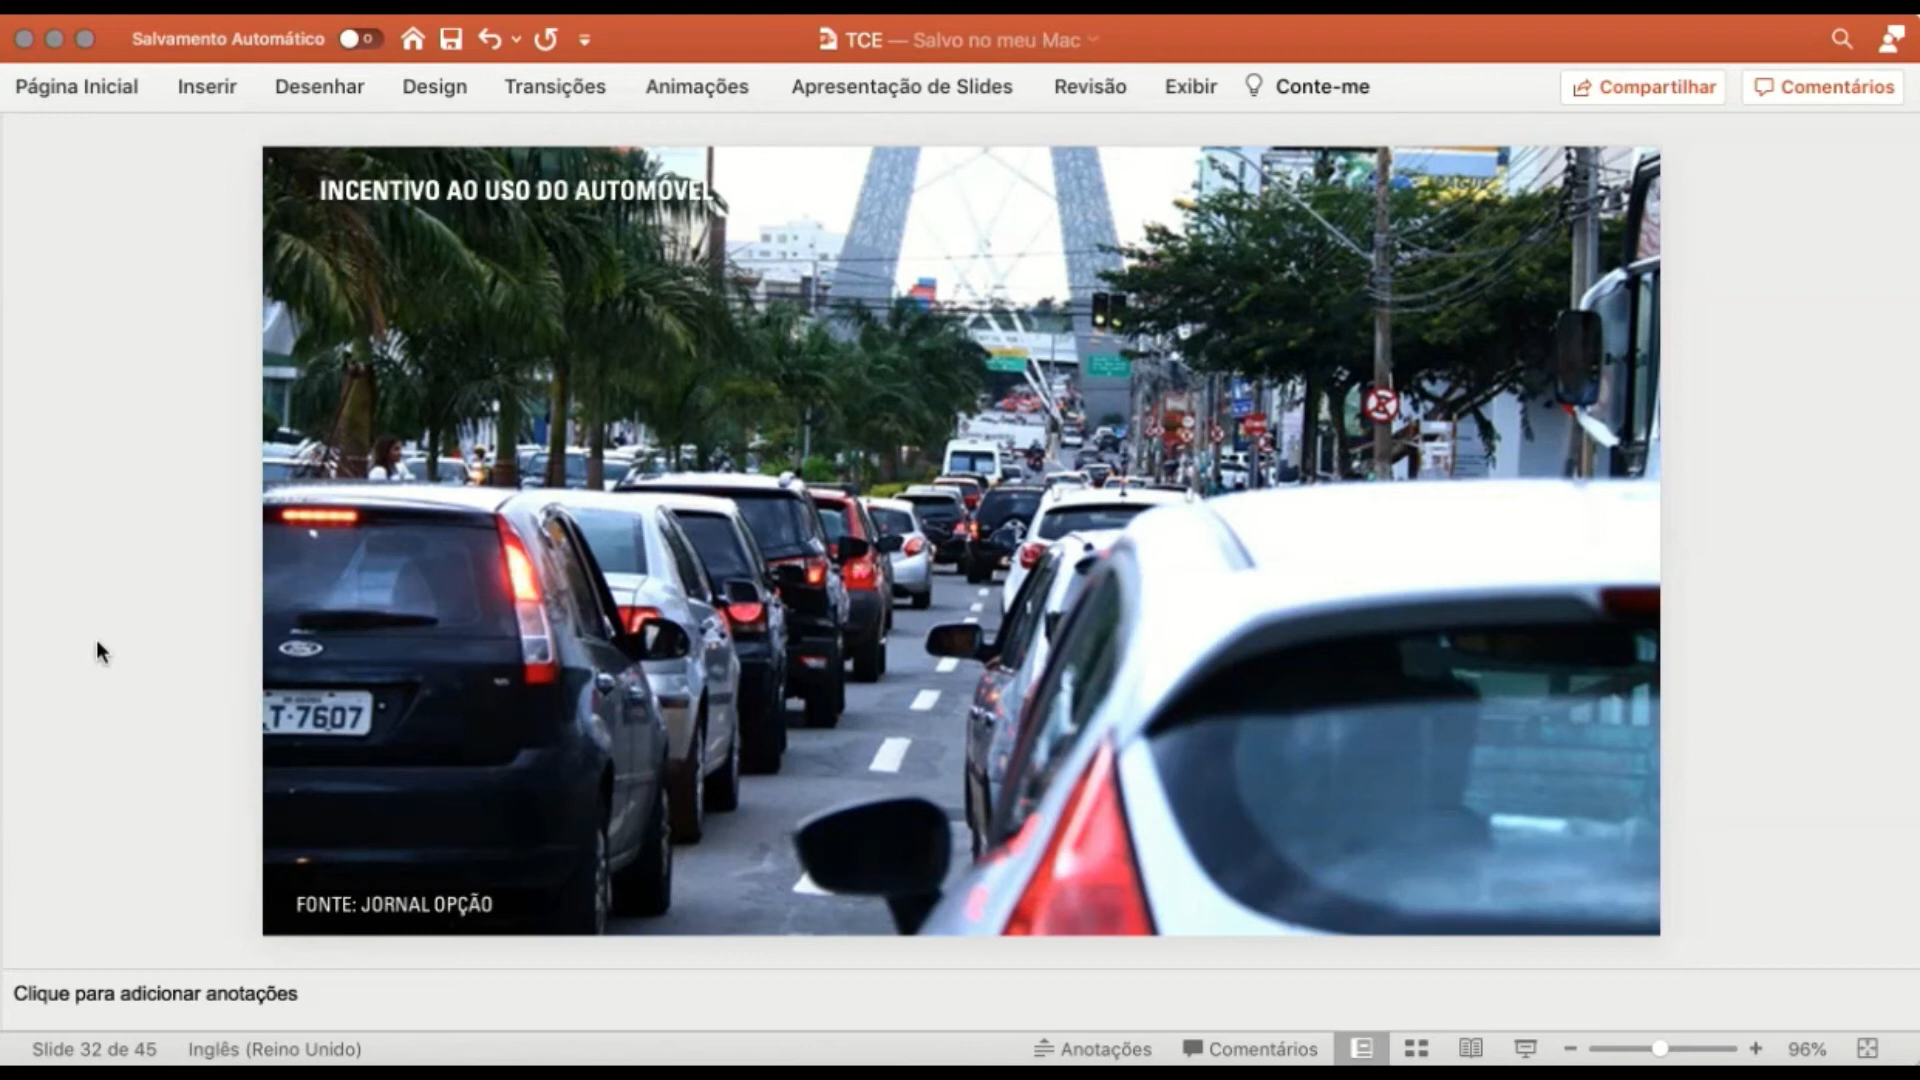 Salvamento Automático
TCE — Salvo no meu Mac
Página Inicial Inserir Desenhar Design Transições Animações Apresentação de Slides Revisão Exibir Conte-me Compartilhar Comentários
INCENTIVO AO USO DO AUTOMÓVEL
T-7607
FONTE: JORNAL OPÇÃO
Clique para adicionar anotações
Slide 32 de 45 Inglês (Reino Unido) Anotações Comentários 96%